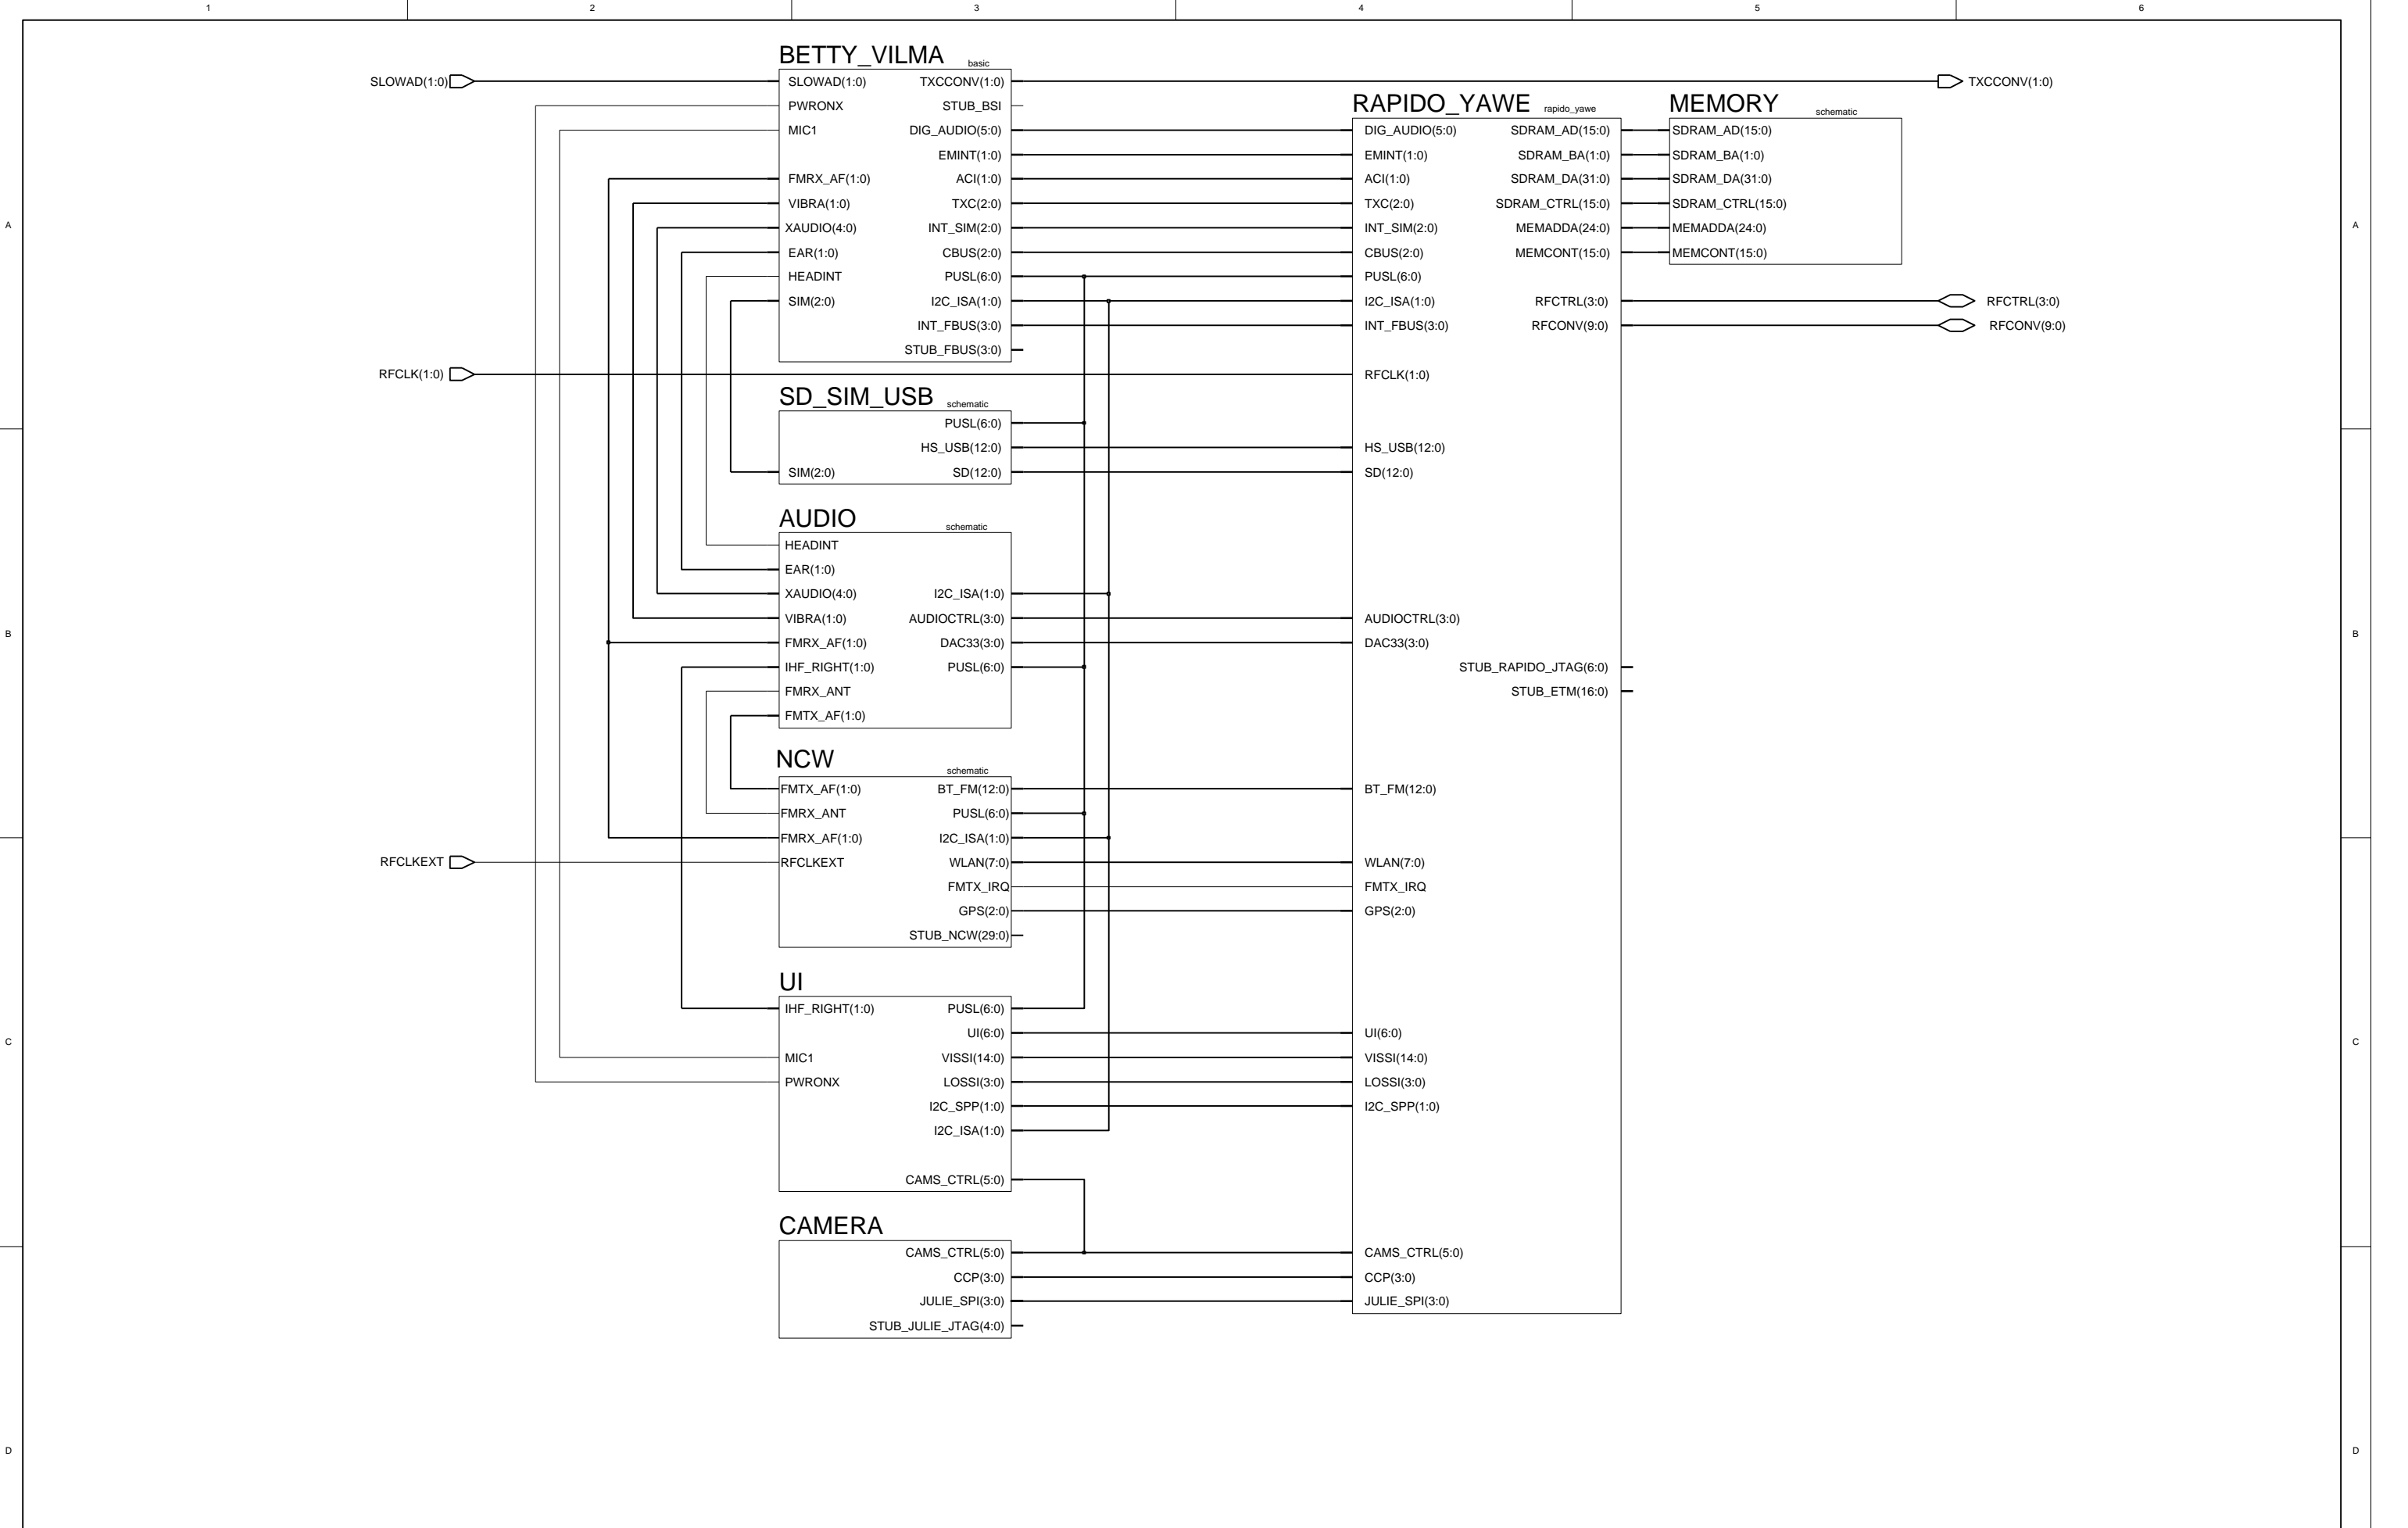 1 2 3 4 5 6
BETTY_VILMA
basic
SLOWAD(1:0)
SLOWAD(1:0) TXCCONV(1:0)
TXCCONV(1:0)
PWRONX STUB_BSI
RAPIDO_YAWE rapido_yawe
MEMORY schematic
MIC1 DIG_AUDIO(5:0)
DIG_AUDIO(5:0) SDRAM_AD(15:0)
SDRAM_AD(15:0)
EMINT(1:0)
EMINT(1:0) SDRAM_BA(1:0)
SDRAM_BA(1:0)
FMRX_AF(1:0) ACI(1:0)
ACI(1:0) SDRAM_DA(31:0)
SDRAM_DA(31:0)
VIBRA(1:0) TXC(2:0)
TXC(2:0) SDRAM_CTRL(15:0)
SDRAM_CTRL(15:0)
A
XAUDIO(4:0) INT_SIM(2:0)
INT_SIM(2:0) MEMADDA(24:0)
MEMADDA(24:0)
A
EAR(1:0) CBUS(2:0)
CBUS(2:0) MEMCONT(15:0)
MEMCONT(15:0)
HEADINT PUSL(6:0)
PUSL(6:0)
SIM(2:0) I2C_ISA(1:0)
I2C_ISA(1:0) RFCTRL(3:0)
RFCTRL(3:0)
INT_FBUS(3:0)
INT_FBUS(3:0) RFCONV(9:0)
RFCONV(9:0)
STUB_FBUS(3:0)
RFCLK(1:0)
RFCLK(1:0)
SD_SIM_USB schematic
PUSL(6:0)
HS_USB(12:0)
HS_USB(12:0)
SIM(2:0) SD(12:0)
SD(12:0)
AUDIO schematic
HEADINT
EAR(1:0)
XAUDIO(4:0) I2C_ISA(1:0)
VIBRA(1:0) AUDIOCTRL(3:0)
AUDIOCTRL(3:0)
B
B
FMRX_AF(1:0) DAC33(3:0)
DAC33(3:0)
IHF_RIGHT(1:0) PUSL(6:0)
STUB_RAPIDO_JTAG(6:0)
FMRX_ANT
STUB_ETM(16:0)
FMTX_AF(1:0)
NCW schematic
FMTX_AF(1:0) BT_FM(12:0)
BT_FM(12:0)
FMRX_ANT PUSL(6:0)
FMRX_AF(1:0) I2C_ISA(1:0)
RFCLKEXT
RFCLKEXT WLAN(7:0)
WLAN(7:0)
FMTX_IRQ
FMTX_IRQ
GPS(2:0)
GPS(2:0)
STUB_NCW(29:0)
UI
IHF_RIGHT(1:0) PUSL(6:0)
UI(6:0)
UI(6:0)
C
C
MIC1 VISSI(14:0)
VISSI(14:0)
PWRONX LOSSI(3:0)
LOSSI(3:0)
I2C_SPP(1:0)
I2C_SPP(1:0)
I2C_ISA(1:0)
CAMS_CTRL(5:0)
CAMERA
CAMS_CTRL(5:0)
CAMS_CTRL(5:0)
CCP(3:0)
CCP(3:0)
JULIE_SPI(3:0)
JULIE_SPI(3:0)
STUB_JULIE_JTAG(4:0)
D
D